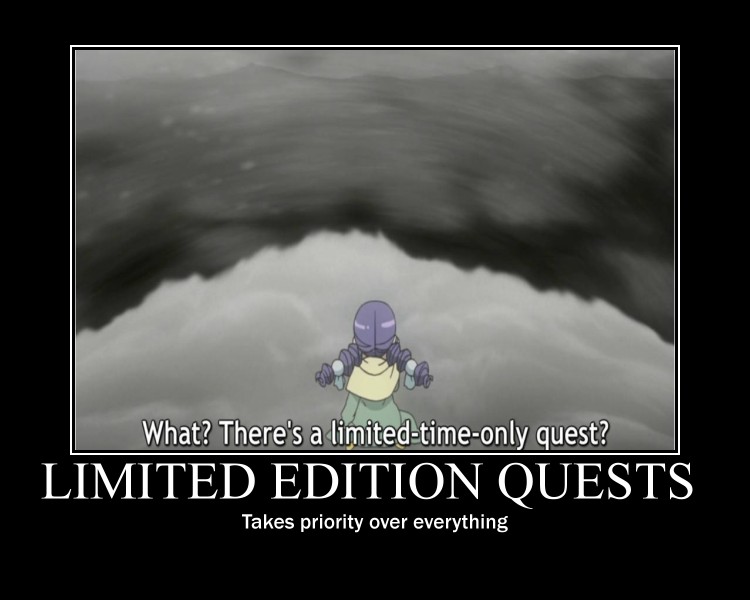 What? There's a limited-time-only quest?
LIMITED EDITION QUESTS
Takes priority over everything